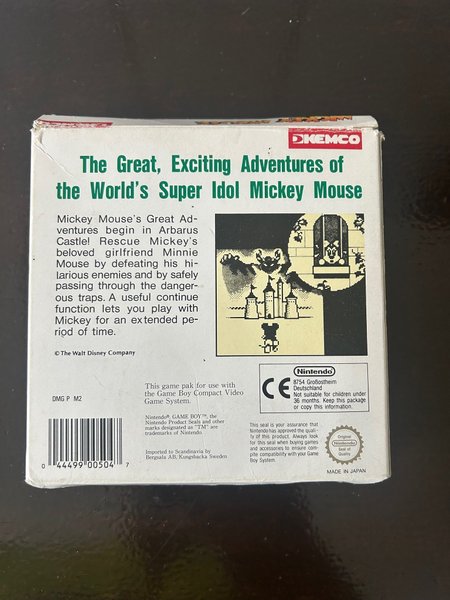 KEMCO
The Great, Exciting Adventures of
the World's Super Idol Mickey Mouse
Mickey Mouse's Great Ad-
ventures begin in Arbarus
Castle! Rescue Mickey's
beloved girlfriend Minnie
Mouse by defeating his hi-
larious enemies and by safely
passing through the danger-
ous traps. A useful continue
function lets you play with
Mickey for an extended pe-
riod of time.
© The Walt Disney Company
DMG P M2
This game pak for use with
the Game Boy Compact Video
Game System.
Nintendo
CE
8754 Großostheim
Deutschland
Not suitable for children under
36 months. Keep this package
or copy this information.
Nintendo®, GAME BOY™, the
Nintendo Product Seals and other
marks designated as "TM" are
trademarks of Nintendo.
Imported to Scandinavia by
Bergsala AB, Kungsbacka Sweden
This seal is your assurance that
Nintendo has approved the quali-
ty of this product. Always look
for this seal when buying games
and accessories to ensure com-
patibility with your Game
Boy System.
Original
Nintendo
Seal of
Quality
MADE IN JAPAN
0 44499 00504 7